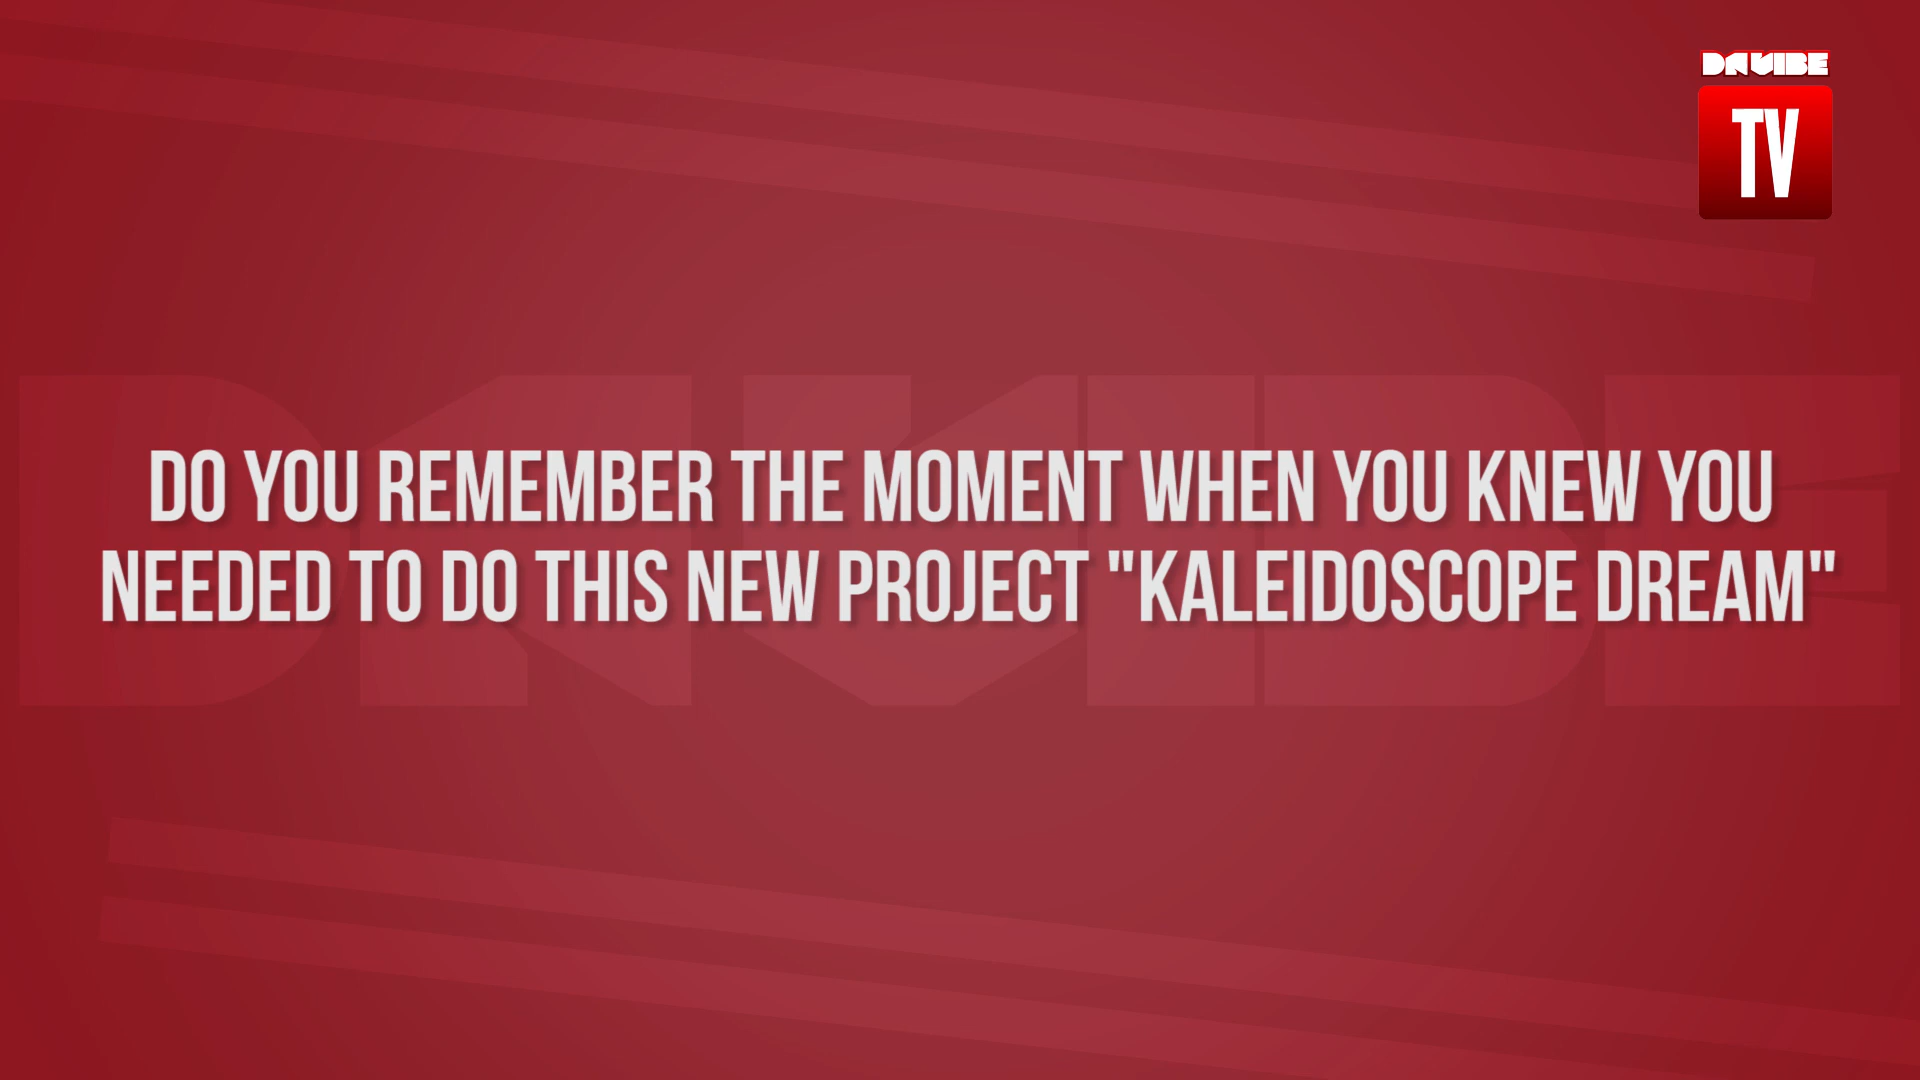 DAVIBE
TV
DAVIBE
DO YOU REMEMBER THE MOMENT WHEN YOU KNEW YOU
NEEDED TO DO THIS NEW PROJECT "KALEIDOSCOPE DREAM"